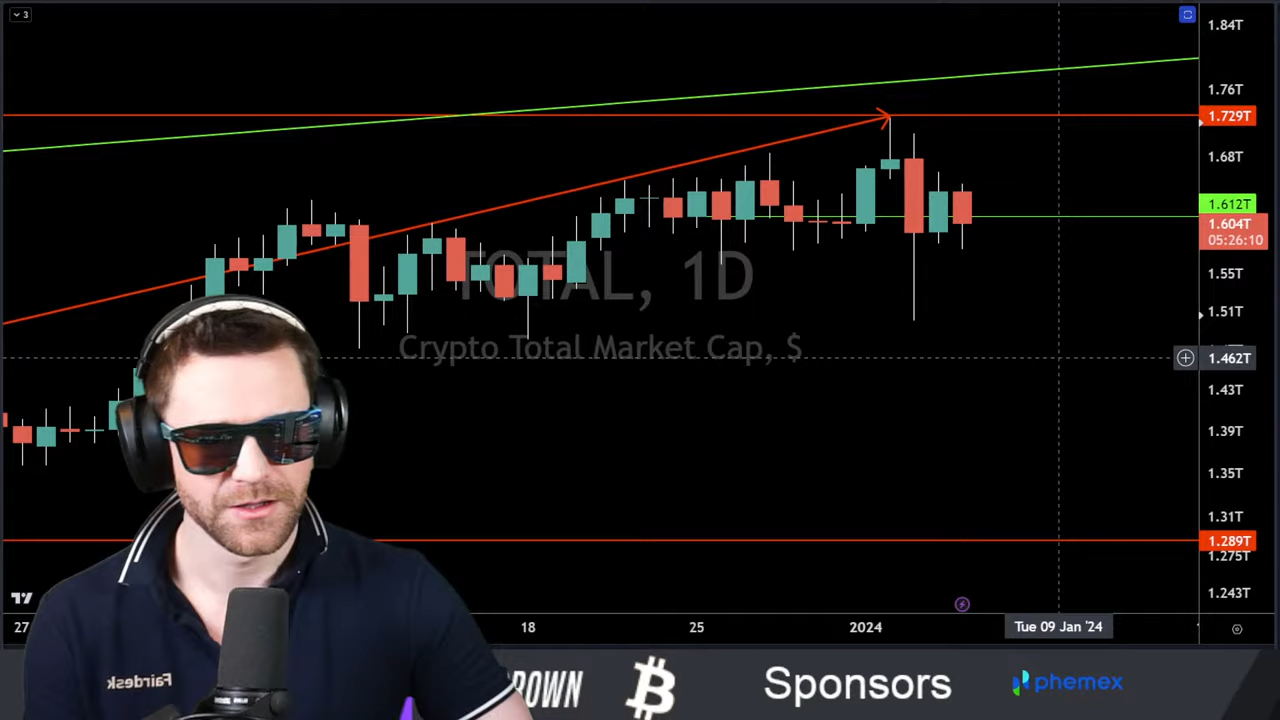 3
1.84T
1.76T
1.729T
1.68T
1.612T
1.604T
05:26:10
1.55T
1.51T
1.462T
1.43T
1.39T
1.35T
1.31T
1.289T
1.275T
1.243T
TOTAL, 1D
Crypto Total Market Cap, $
27
18
25
2024
Tue 09 Jan '24
Fairdesk
ROWN
Sponsors
phemex